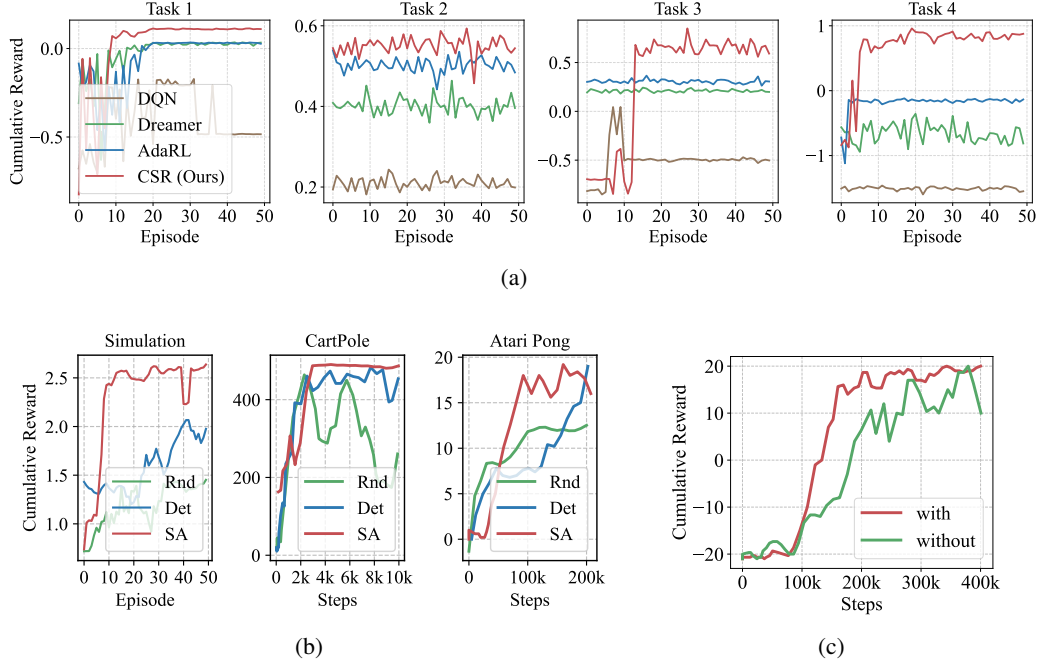 Task 1
Task 2
Task 3
Task 4
Cumulative Reward
0.0
−0.5
DQN
Dreamer
AdaRL
CSR (Ours)
0 10 20 30 40 50
Episode
0.6
0.4
0.2
0 10 20 30 40 50
Episode
0.5
0.0
−0.5
0 10 20 30 40 50
Episode
1
0
−1
0 10 20 30 40 50
Episode
(a)
Simulation
CartPole
Atari Pong
Cumulative Reward
2.5
2.0
1.5
1.0
Rnd
Det
SA
0 10 20 30 40 50
Episode
400
200
0
Rnd
Det
SA
0 2k 4k 6k 8k 10k
Steps
20
15
10
5
0
Rnd
Det
SA
0 100k 200k
Steps
(b)
Cumulative Reward
20
10
0
−10
−20
with
without
0 100k 200k 300k 400k
Steps
(c)